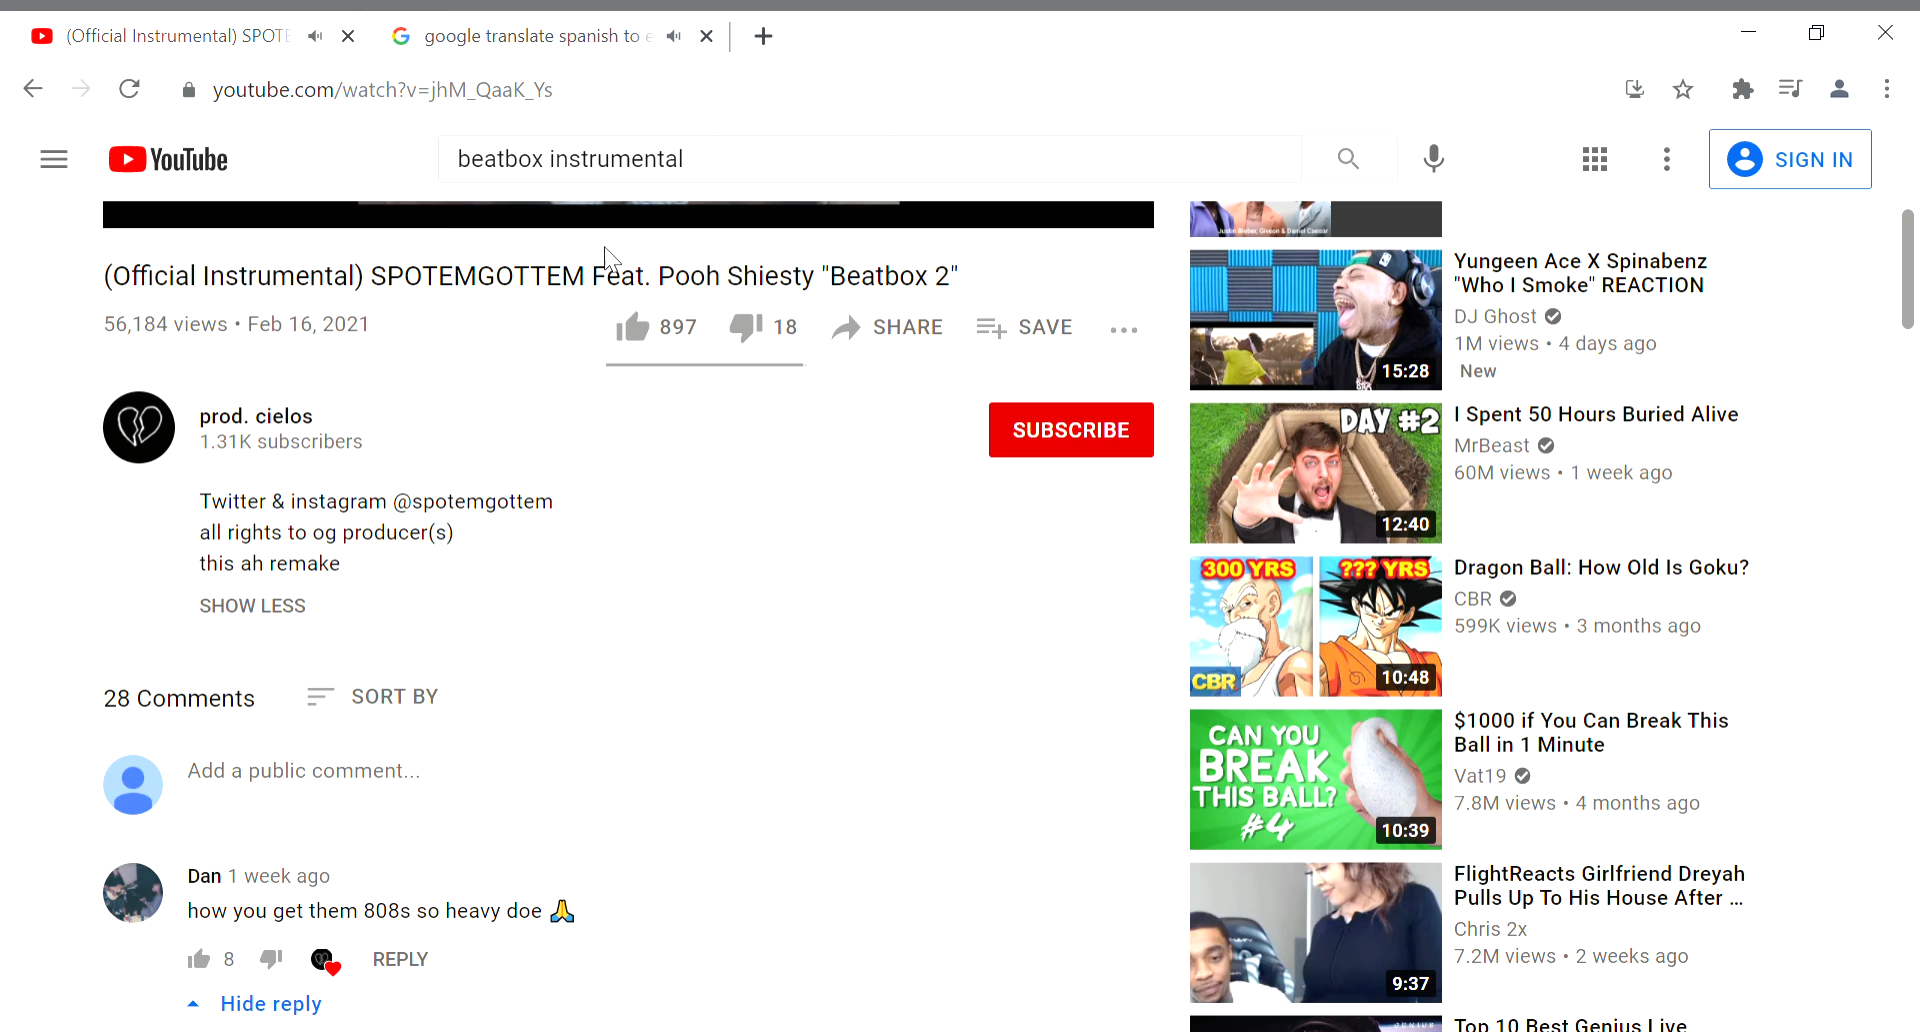 (Official Instrumental) SPOTE
google translate spanish to e
youtube.com/watch?v=jhM_QaaK_Ys
YouTube
beatbox instrumental
SIGN IN
(Official Instrumental) SPOTEMGOTTEM Feat. Pooh Shiesty "Beatbox 2"
56,184 views • Feb 16, 2021
897
18
SHARE
SAVE
prod. cielos
1.31K subscribers
SUBSCRIBE
Twitter & instagram @spotemgottem
all rights to og producer(s)
this ah remake
SHOW LESS
28 Comments
SORT BY
Add a public comment...
Dan 1 week ago
how you get them 808s so heavy doe 🙏
8
REPLY
Hide reply
Justin Bieber, Giveon & Daniel Caesar
15:28
Yungeen Ace X Spinabenz
"Who I Smoke" REACTION
DJ Ghost
1M views • 4 days ago
New
DAY #2
12:40
I Spent 50 Hours Buried Alive
MrBeast
60M views • 1 week ago
300 YRS
??? YRS
CBR
10:48
Dragon Ball: How Old Is Goku?
CBR
599K views • 3 months ago
CAN YOU
BREAK
THIS BALL?
#4
10:39
$1000 if You Can Break This
Ball in 1 Minute
Vat19
7.8M views • 4 months ago
9:37
FlightReacts Girlfriend Dreyah
Pulls Up To His House After ...
Chris 2x
7.2M views • 2 weeks ago
GENIUS
Top 10 Best Genius Live